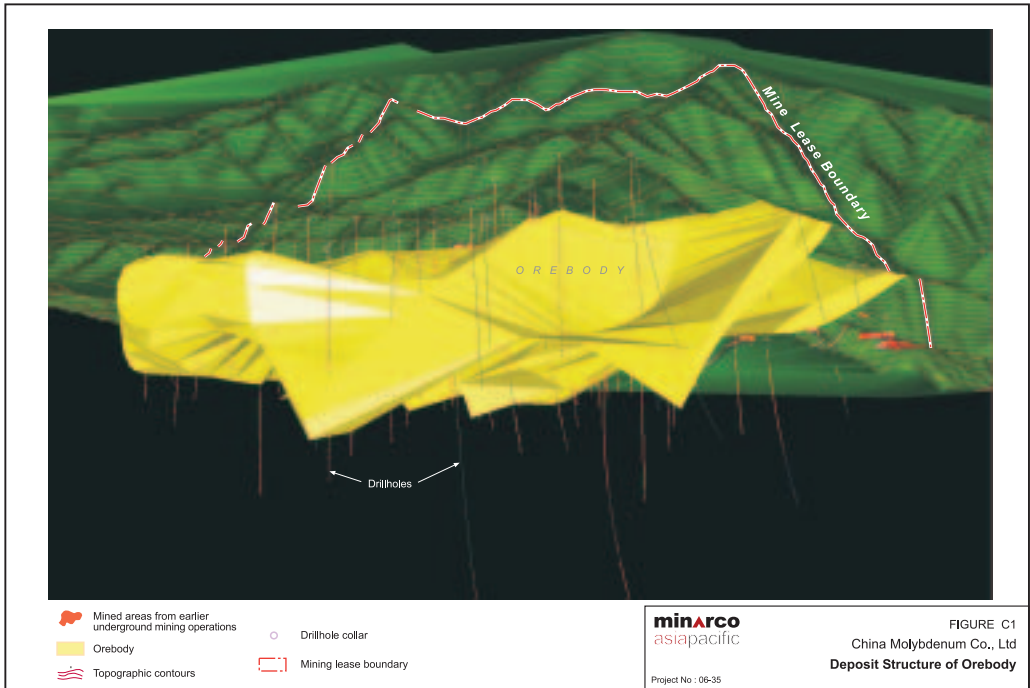 Mine Lease Boundary
OREBODY
Drillholes
Mined areas from earlier
underground mining operations
Orebody
Topographic contours
Drillhole collar
Mining lease boundary
minarco
asiapacific
Project No : 06-35
FIGURE C1
China Molybdenum Co., Ltd
Deposit Structure of Orebody